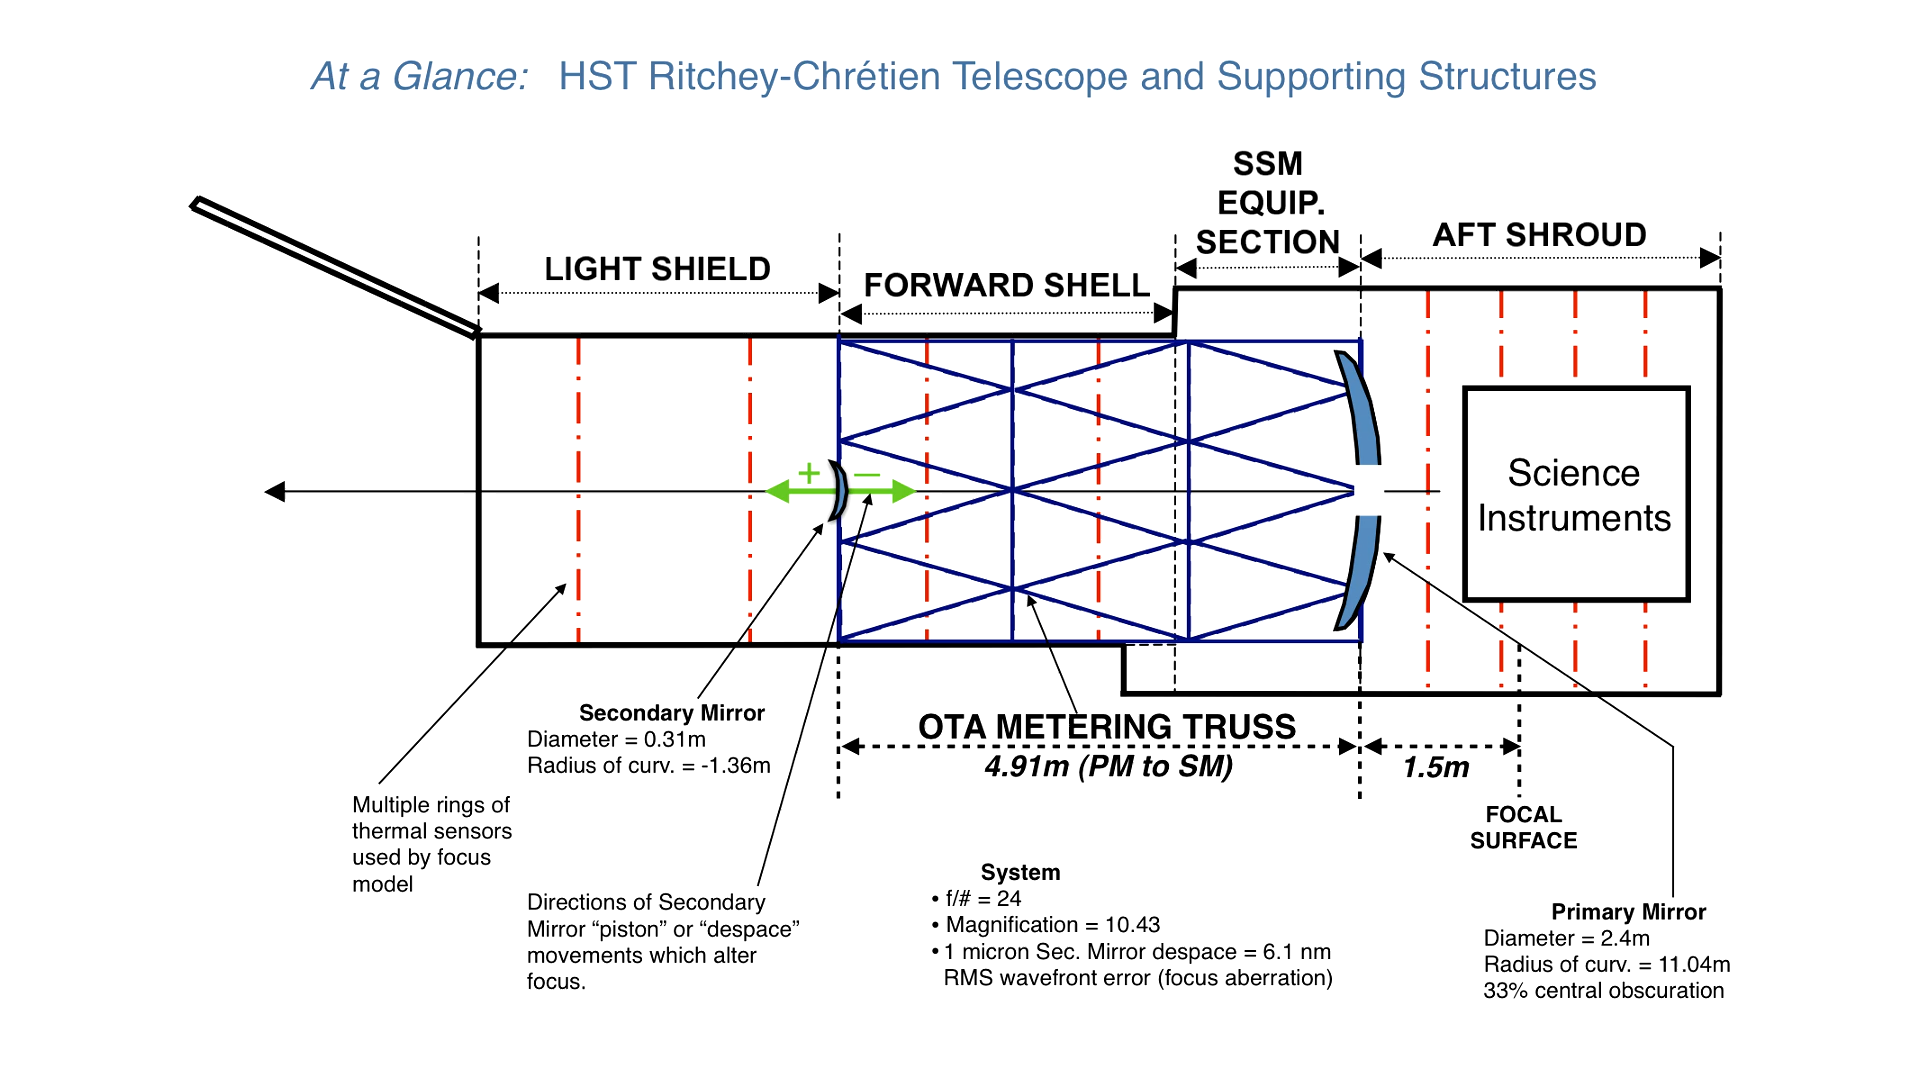 At a Glance: HST Ritchey-Chrétien Telescope and Supporting Structures
SSM
EQUIP.
SECTION
AFT SHROUD
LIGHT SHIELD
FORWARD SHELL
+ –
Science
Instruments
OTA METERING TRUSS
4.91m (PM to SM)
1.5m
FOCAL
SURFACE
Secondary Mirror
Diameter = 0.31m
Radius of curv. = -1.36m
Multiple rings of
thermal sensors
used by focus
model
Directions of Secondary
Mirror “piston” or “despace”
movements which alter
focus.
System
• f/# = 24
• Magnification = 10.43
• 1 micron Sec. Mirror despace = 6.1 nm
RMS wavefront error (focus aberration)
Primary Mirror
Diameter = 2.4m
Radius of curv. = 11.04m
33% central obscuration